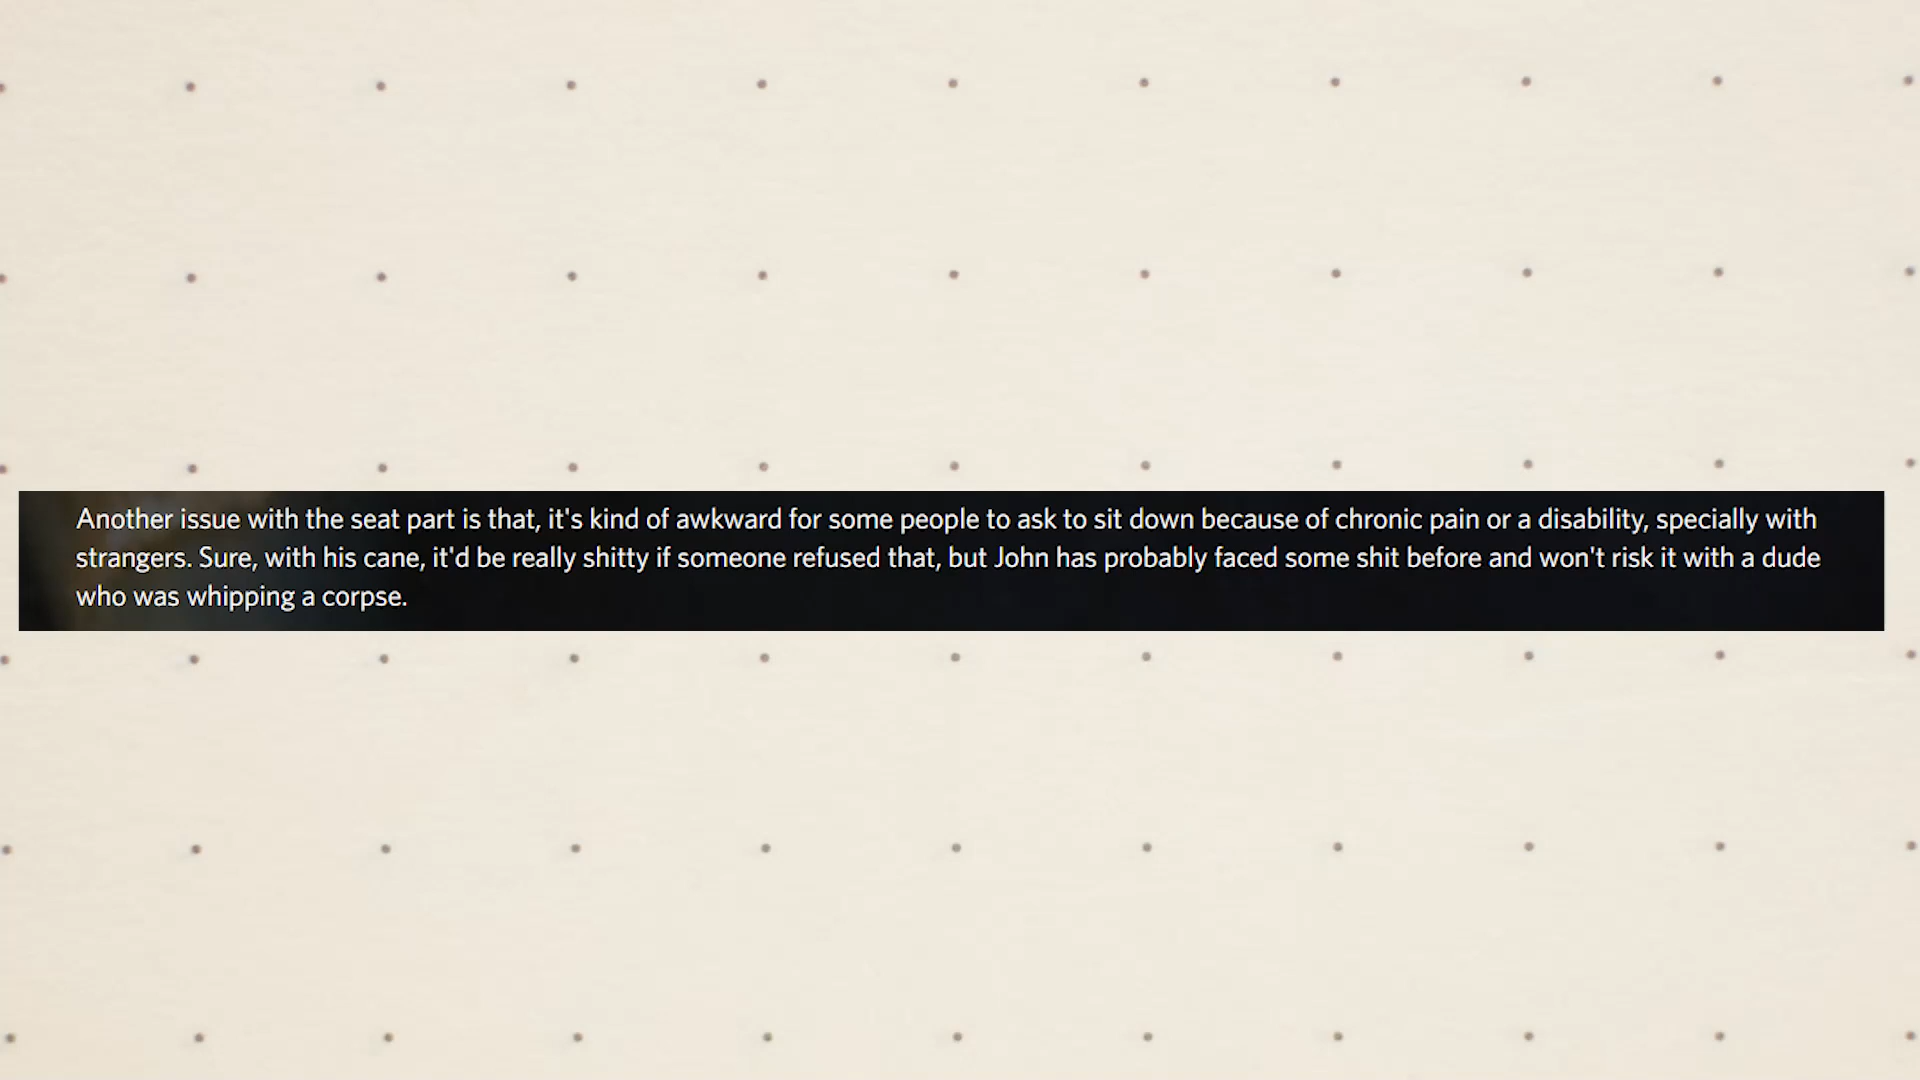 Another issue with the seat part is that, it's kind of awkward for some people to ask to sit down because of chronic pain or a disability, specially with
strangers. Sure, with his cane, it'd be really shitty if someone refused that, but John has probably faced some shit before and won't risk it with a dude
who was whipping a corpse.